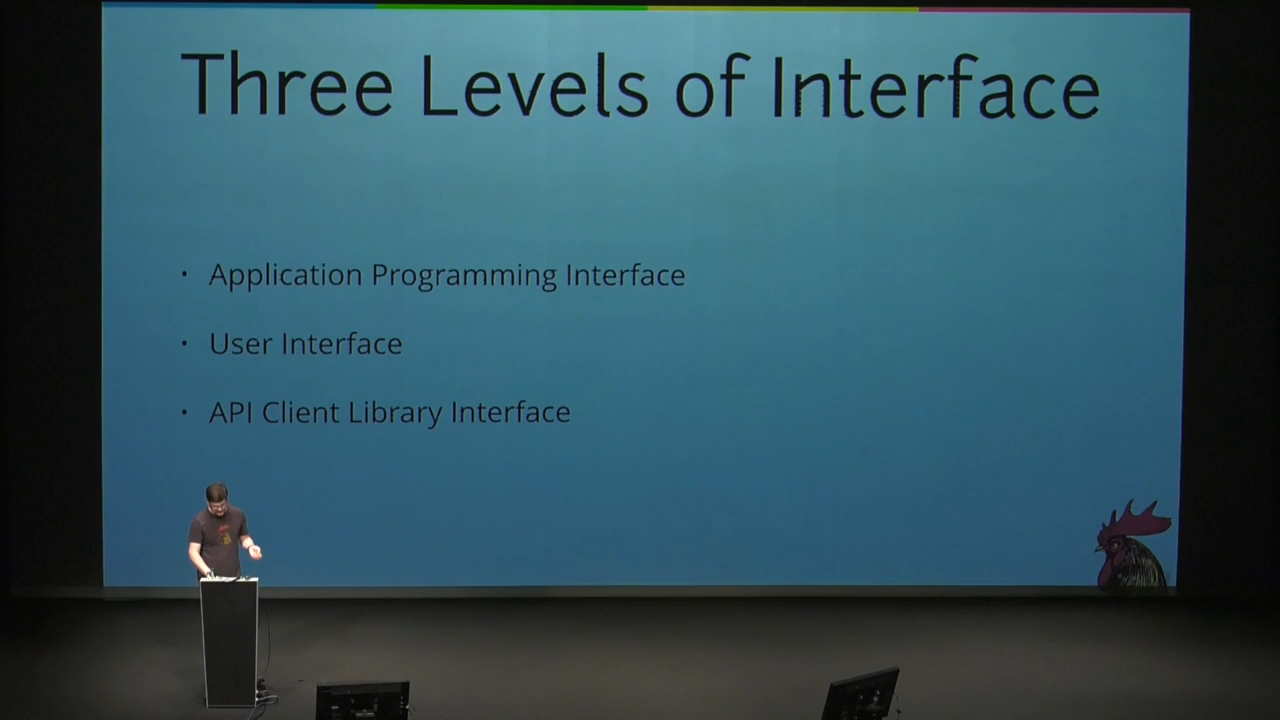 Three Levels of Interface
• Application Programming Interface
• User Interface
• API Client Library Interface